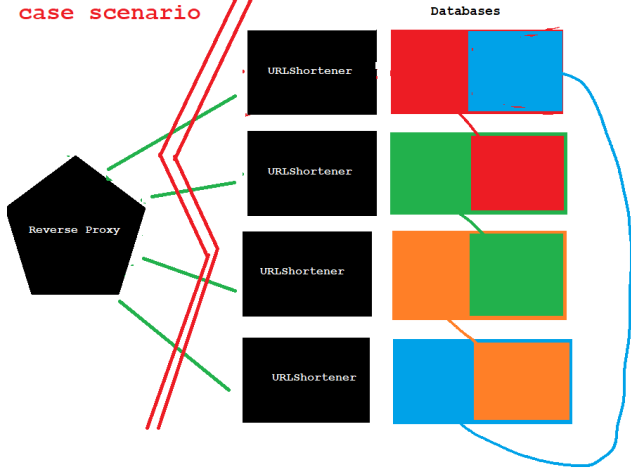 case scenario
Databases
URLShortener
URLShortener
Reverse Proxy
URLShortener
URLShortener